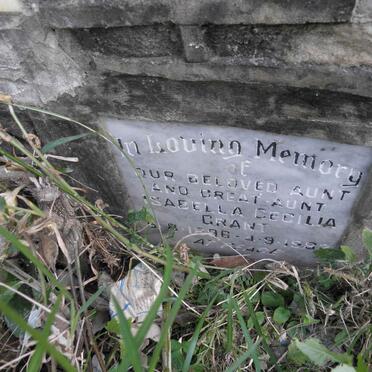 In Loving Memory
of
OUR BELOVED AUNT
AND GREAT-AUNT
ISABELLA CECILIA
GRANT